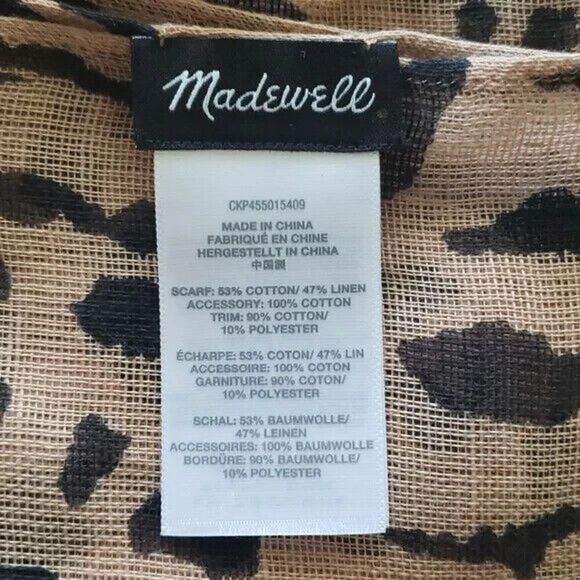 Madewell
CKP455015409
MADE IN CHINA
FABRIQUÉ EN CHINE
HERGESTELLT IN CHINA
中国製
SCARF: 53% COTTON/ 47% LINEN
ACCESSORY: 100% COTTON
TRIM: 90% COTTON/
10% POLYESTER
ÉCHARPE: 53% COTON/ 47% LIN
ACCESSOIRE: 100% COTON
GARNITURE: 90% COTON/
10% POLYESTER
SCHAL: 53% BAUMWOLLE/
47% LEINEN
ACCESSOIRES: 100% BAUMWOLLE
BORDÜRE: 90% BAUMWOLLE/
10% POLYESTER